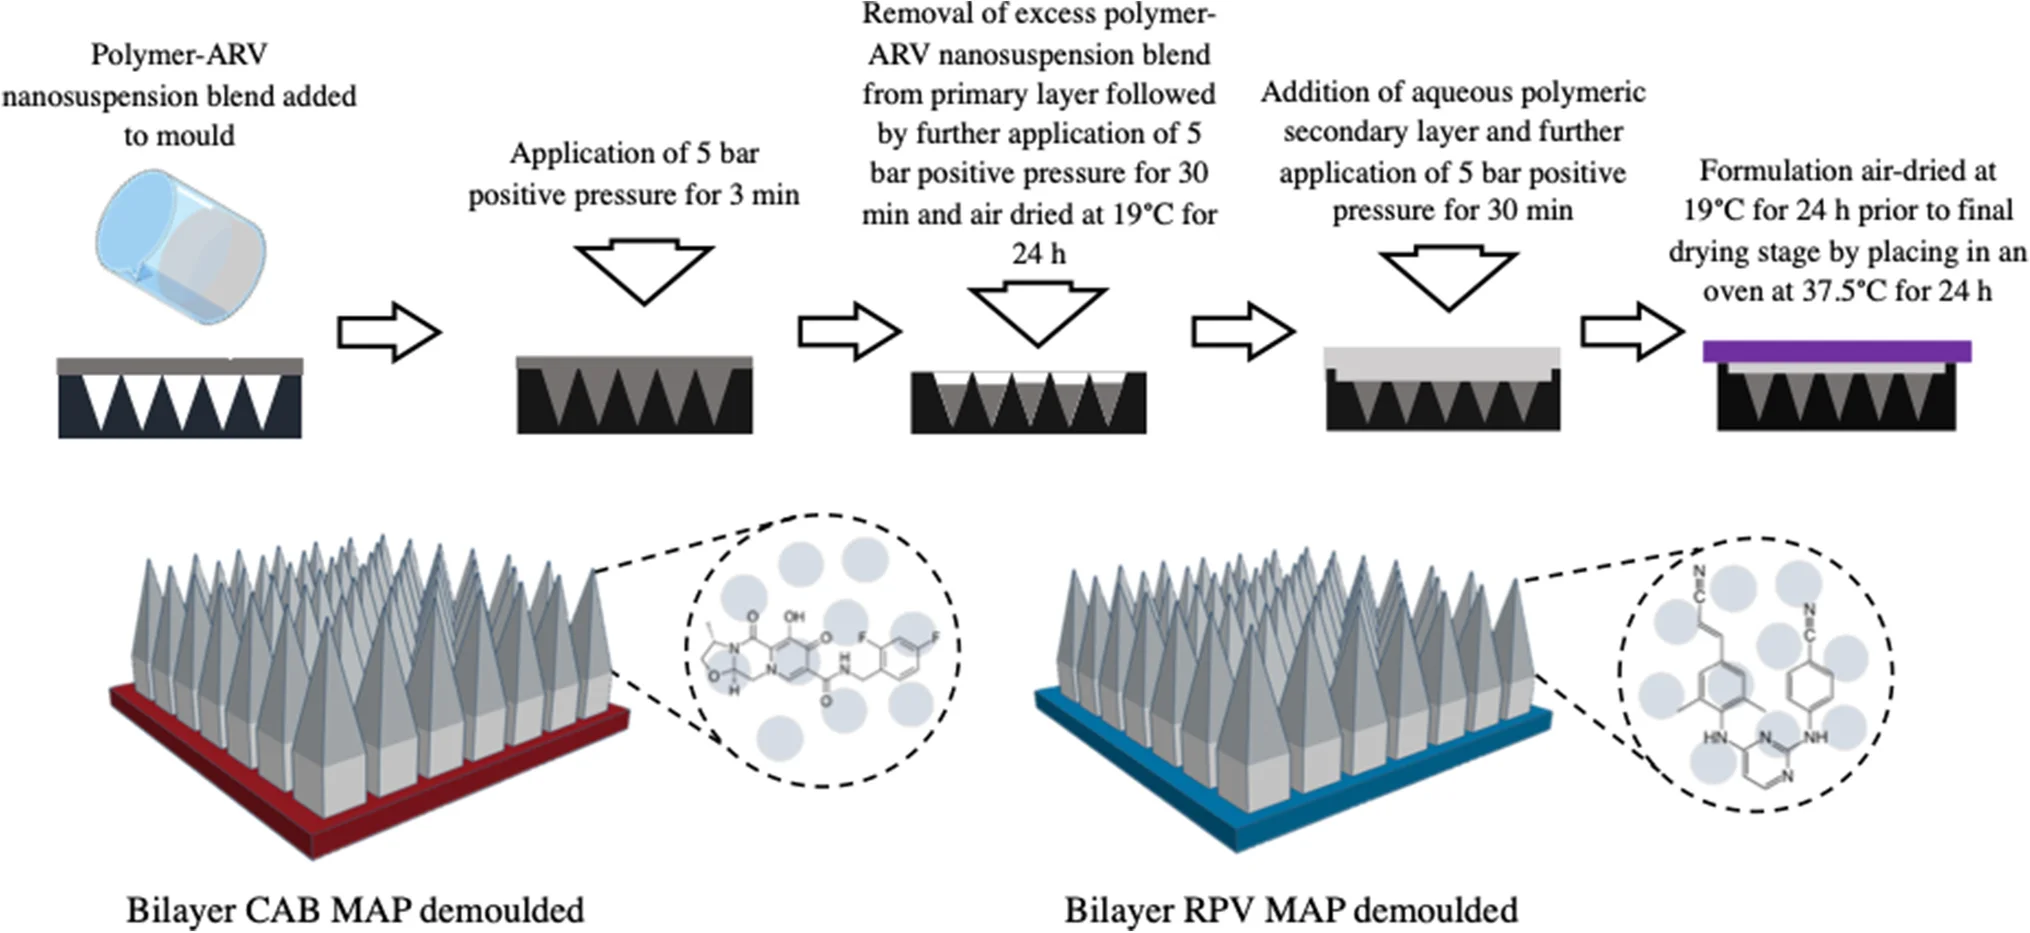 Polymer-ARV
nanosuspension blend added
to mould
Application of 5 bar
positive pressure for 3 min
Removal of excess polymer-
ARV nanosuspension blend
from primary layer followed
by further application of 5
bar positive pressure for 30
min and air dried at 19°C for
24 h
Addition of aqueous polymeric
secondary layer and further
application of 5 bar positive
pressure for 30 min
Formulation air-dried at
19°C for 24 h prior to final
drying stage by placing in an
oven at 37.5°C for 24 h
O
OH
O
N
N
O
H
H
N
O
F
F
N
C
N
C
HN
N
NH
N
Bilayer CAB MAP demoulded
Bilayer RPV MAP demoulded